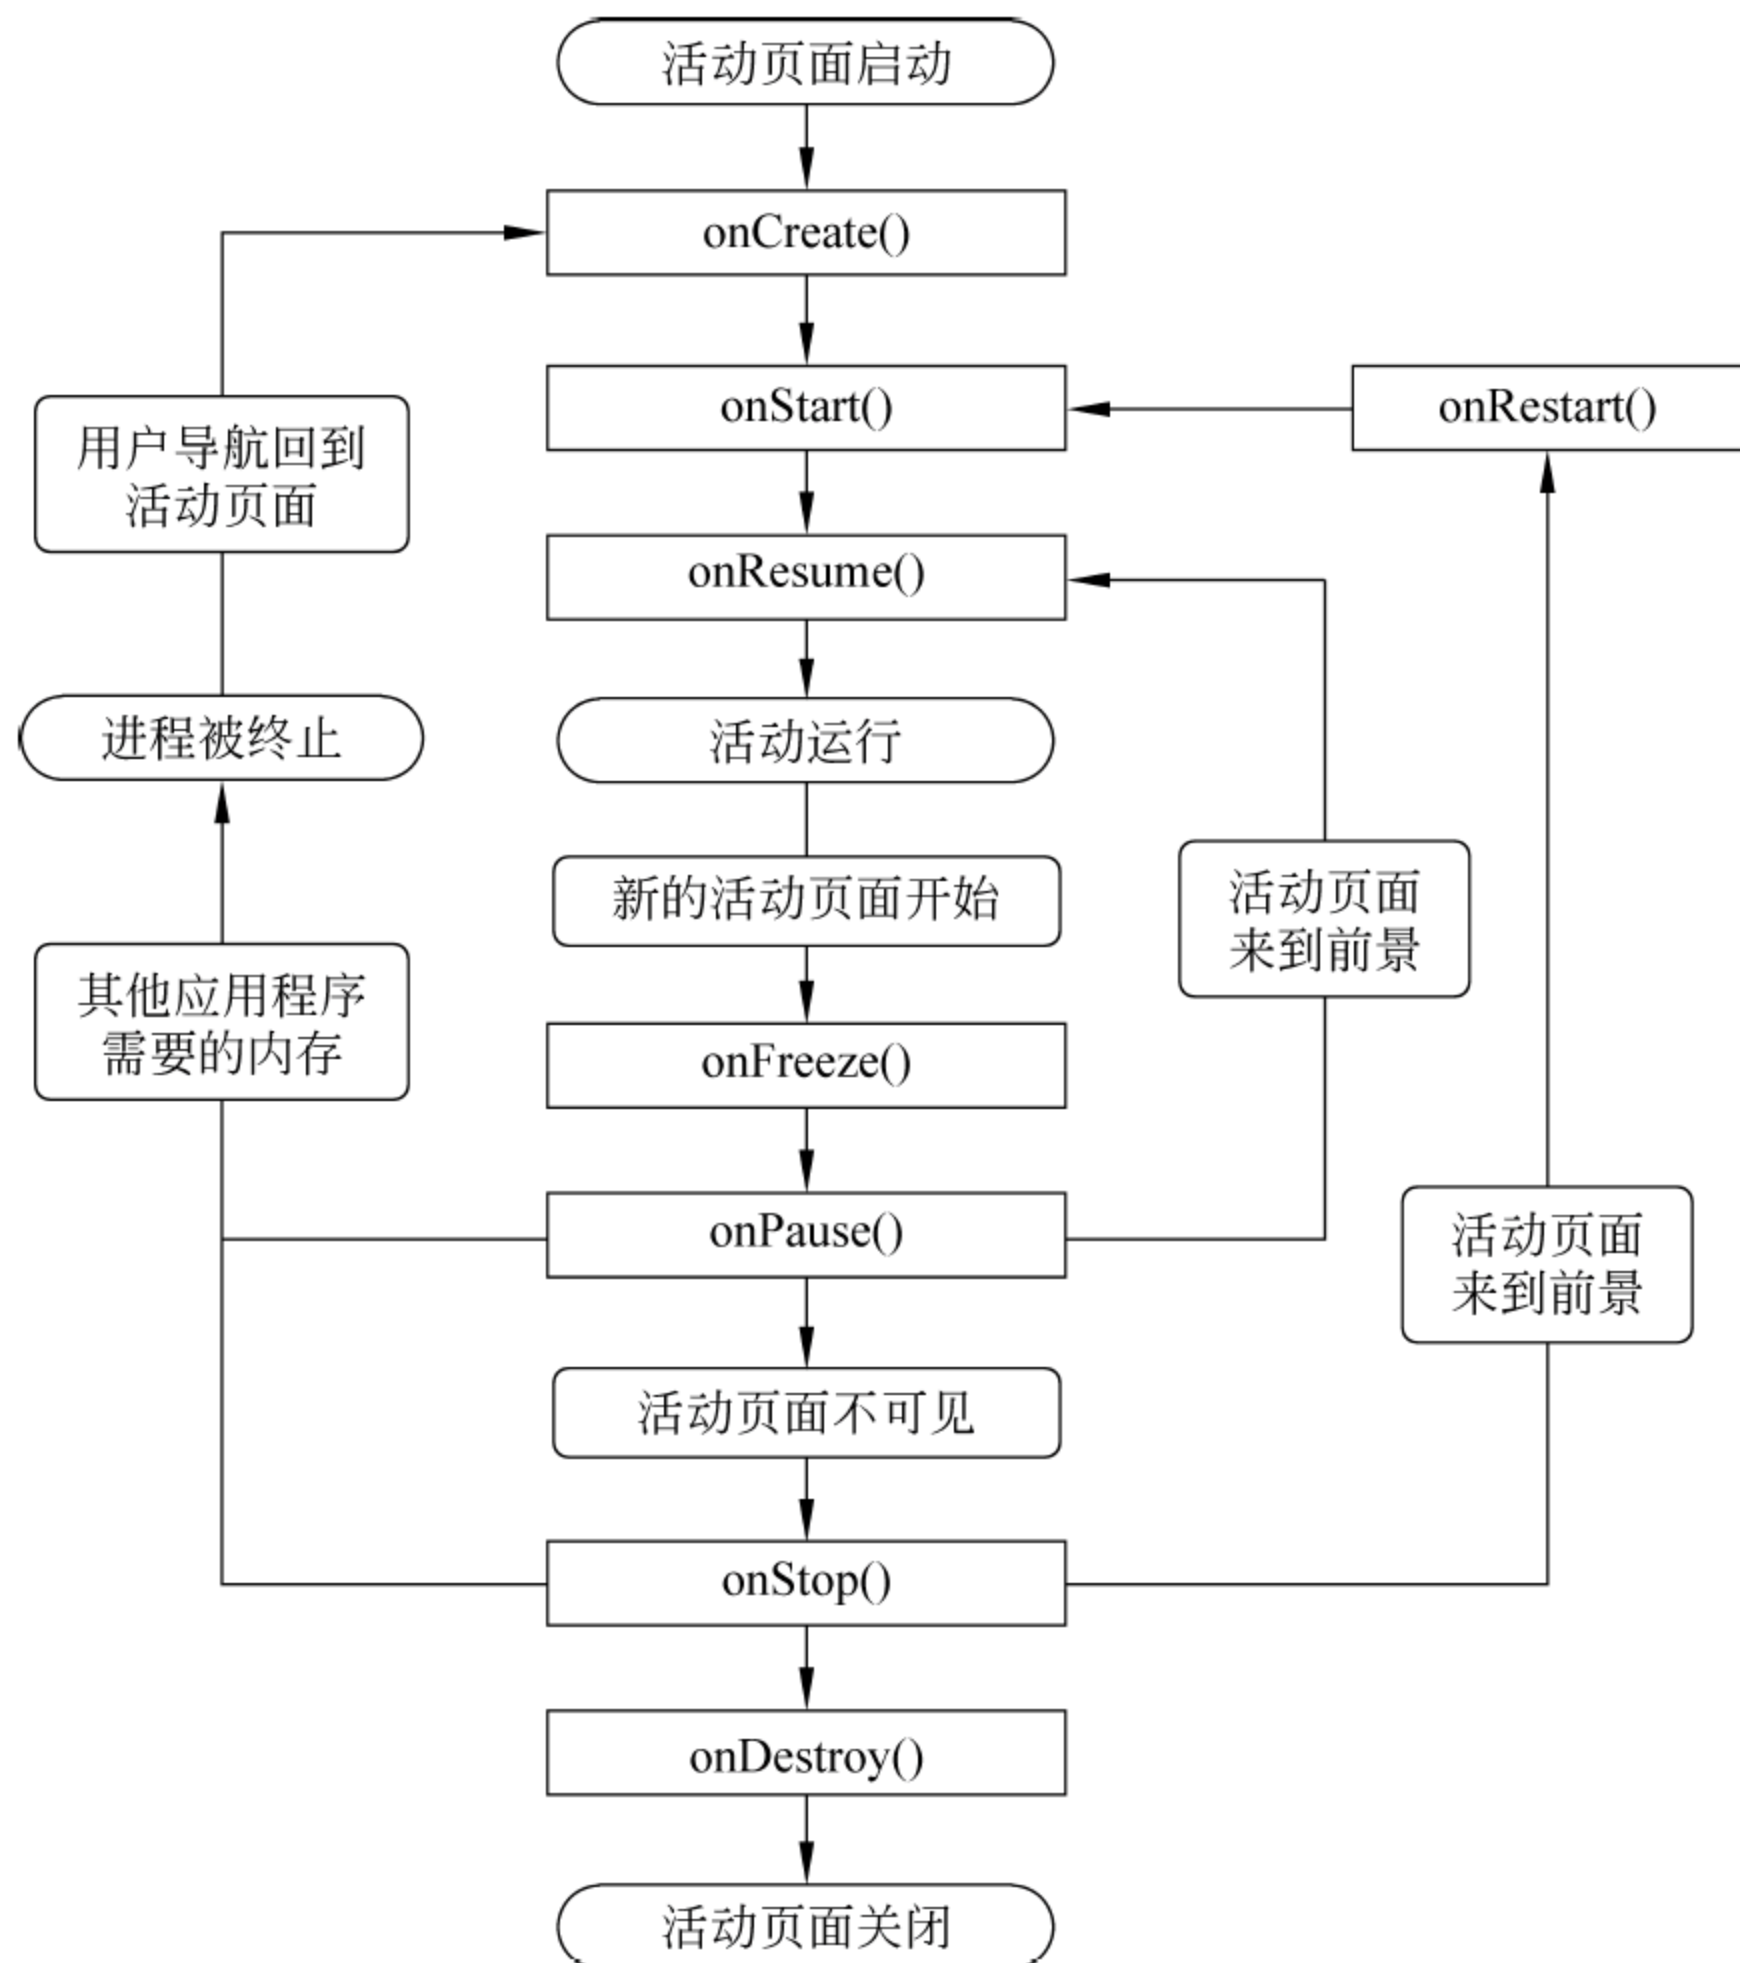 活动页面启动
onCreate()
onStart()
onRestart()
用户导航回到
活动页面
onResume()
进程被终止
活动运行
新的活动页面开始
活动页面
来到前景
其他应用程序
需要的内存
onFreeze()
onPause()
活动页面
来到前景
活动页面不可见
onStop()
onDestroy()
活动页面关闭